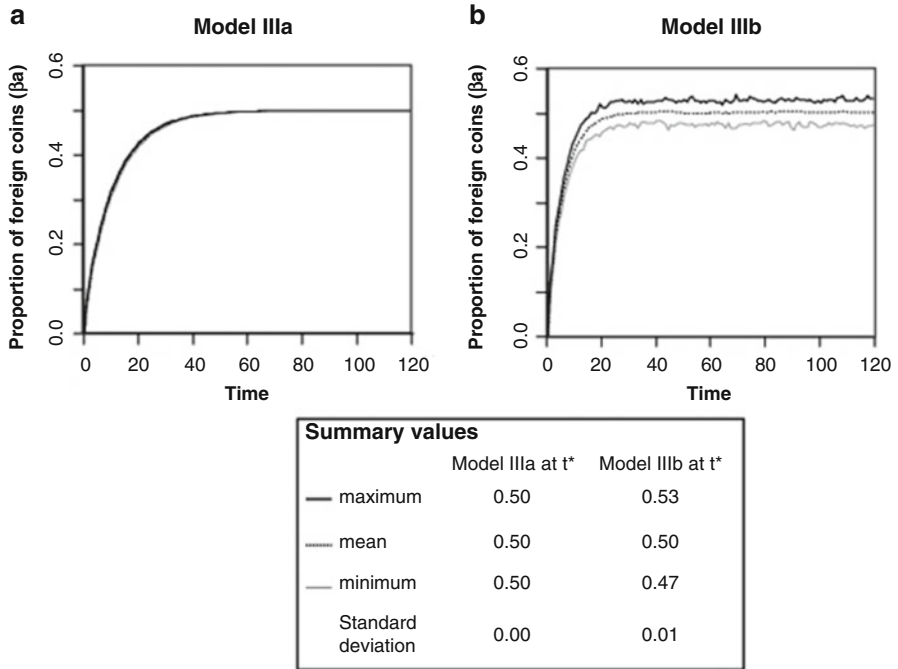 a
Model IIIa
Proportion of foreign coins (βa)
0.6
0.4
0.2
0.0
0 20 40 60 80 100 120
Time
b
Model IIIb
Proportion of foreign coins (βa)
0.6
0.4
0.2
0.0
0 20 40 60 80 100 120
Time
Summary values
Model IIIa at t* Model IIIb at t*
maximum 0.50 0.53
mean 0.50 0.50
minimum 0.50 0.47
Standard
deviation 0.00 0.01